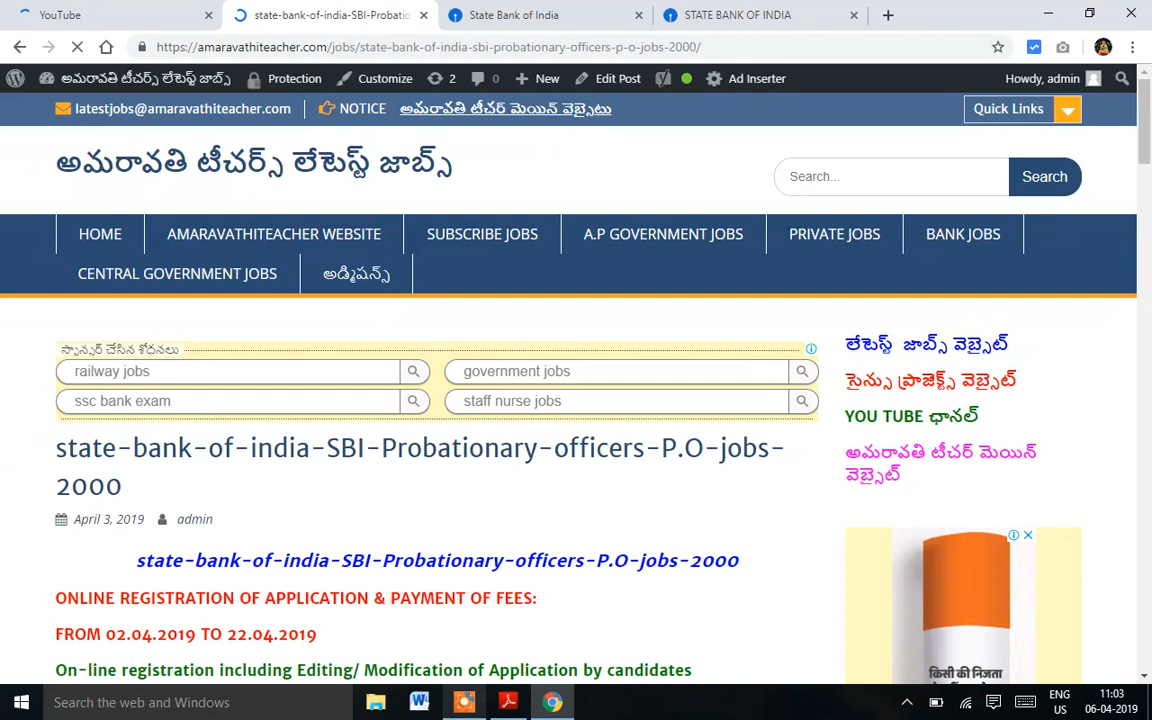 YouTube
state-bank-of-india-SBI-Probatio
State Bank of India
STATE BANK OF INDIA
https://amaravathiteacher.com/jobs/state-bank-of-india-sbi-probationary-officers-p-o-jobs-2000/
అమరావతి టీచర్స్ లేటెస్ట్ జాబ్స్ Protection Customize 2 0 New Edit Post Ad Inserter Howdy, admin
latestjobs@amaravathiteacher.com NOTICE అమరావతి టీచర్ మెయిన్ వెబ్సైటు Quick Links
అమరావతి టీచర్స్ లేటెస్ట్ జాబ్స్
Search... Search
HOME AMARAVATHITEACHER WEBSITE SUBSCRIBE JOBS A.P GOVERNMENT JOBS PRIVATE JOBS BANK JOBS
CENTRAL GOVERNMENT JOBS అడ్మిషన్స్
స్పాన్సర్ చేసిన శోధనలు
railway jobs government jobs
ssc bank exam staff nurse jobs
state-bank-of-india-SBI-Probationary-officers-P.O-jobs-
2000
April 3, 2019 admin
state-bank-of-india-SBI-Probationary-officers-P.O-jobs-2000
ONLINE REGISTRATION OF APPLICATION & PAYMENT OF FEES:
FROM 02.04.2019 TO 22.04.2019
On-line registration including Editing/ Modification of Application by candidates
లేటెస్ట్ జాబ్స్ వెబ్సైట్
సైన్సు ప్రాజెక్ట్స్ వెబ్సైట్
YOU TUBE ఛానల్
అమరావతి టీచర్ మెయిన్
వెబ్సైట్
किसी की निजता
Search the web and Windows
ENG
US
11:03
06-04-2019